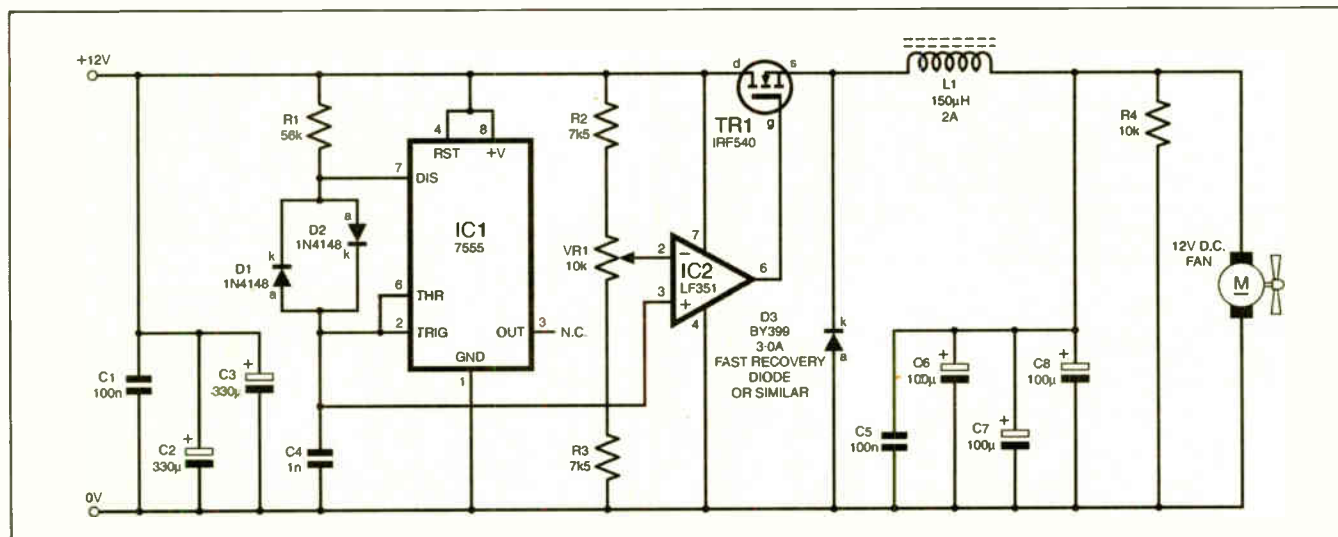 +12V
0V
C1
100n
C2
330µ
C3
330µ
R1
56k
D1
1N4148
D2
1N4148
a
k
k
a
C4
1n
4
8
RST
+V
7
DIS
IC1
7555
6
THR
2
TRIG
OUT
3
N.C.
GND
1
R2
7k5
VR1
10k
R3
7k5
2
3
7
IC2
LF351
6
4
d
s
g
TR1
IRF540
D3
BY399
3·0A
FAST RECOVERY
DIODE
OR SIMILAR
k
a
L1
150µH
2A
C5
100n
C6
100µ
C7
100µ
C8
100µ
R4
10k
12V D.C.
FAN
M